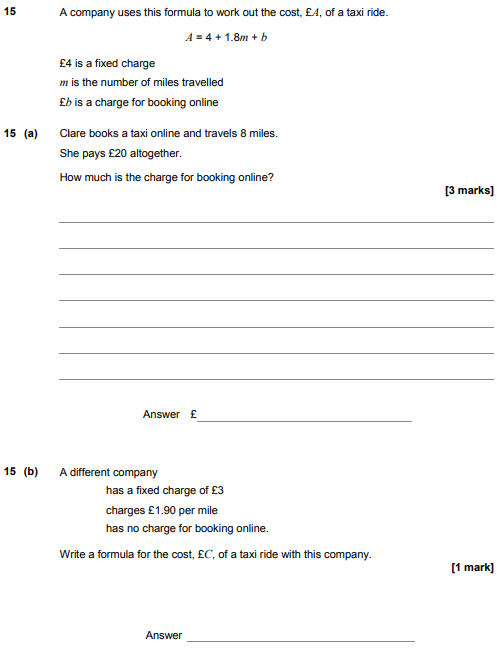 15 A company uses this formula to work out the cost, £A, of a taxi ride.
A = 4 + 1.8m + b
£4 is a fixed charge
m is the number of miles travelled
£b is a charge for booking online
15 (a) Clare books a taxi online and travels 8 miles.
She pays £20 altogether.
How much is the charge for booking online?
[3 marks]
Answer £
15 (b) A different company
has a fixed charge of £3
charges £1.90 per mile
has no charge for booking online.
Write a formula for the cost, £C, of a taxi ride with this company.
[1 mark]
Answer